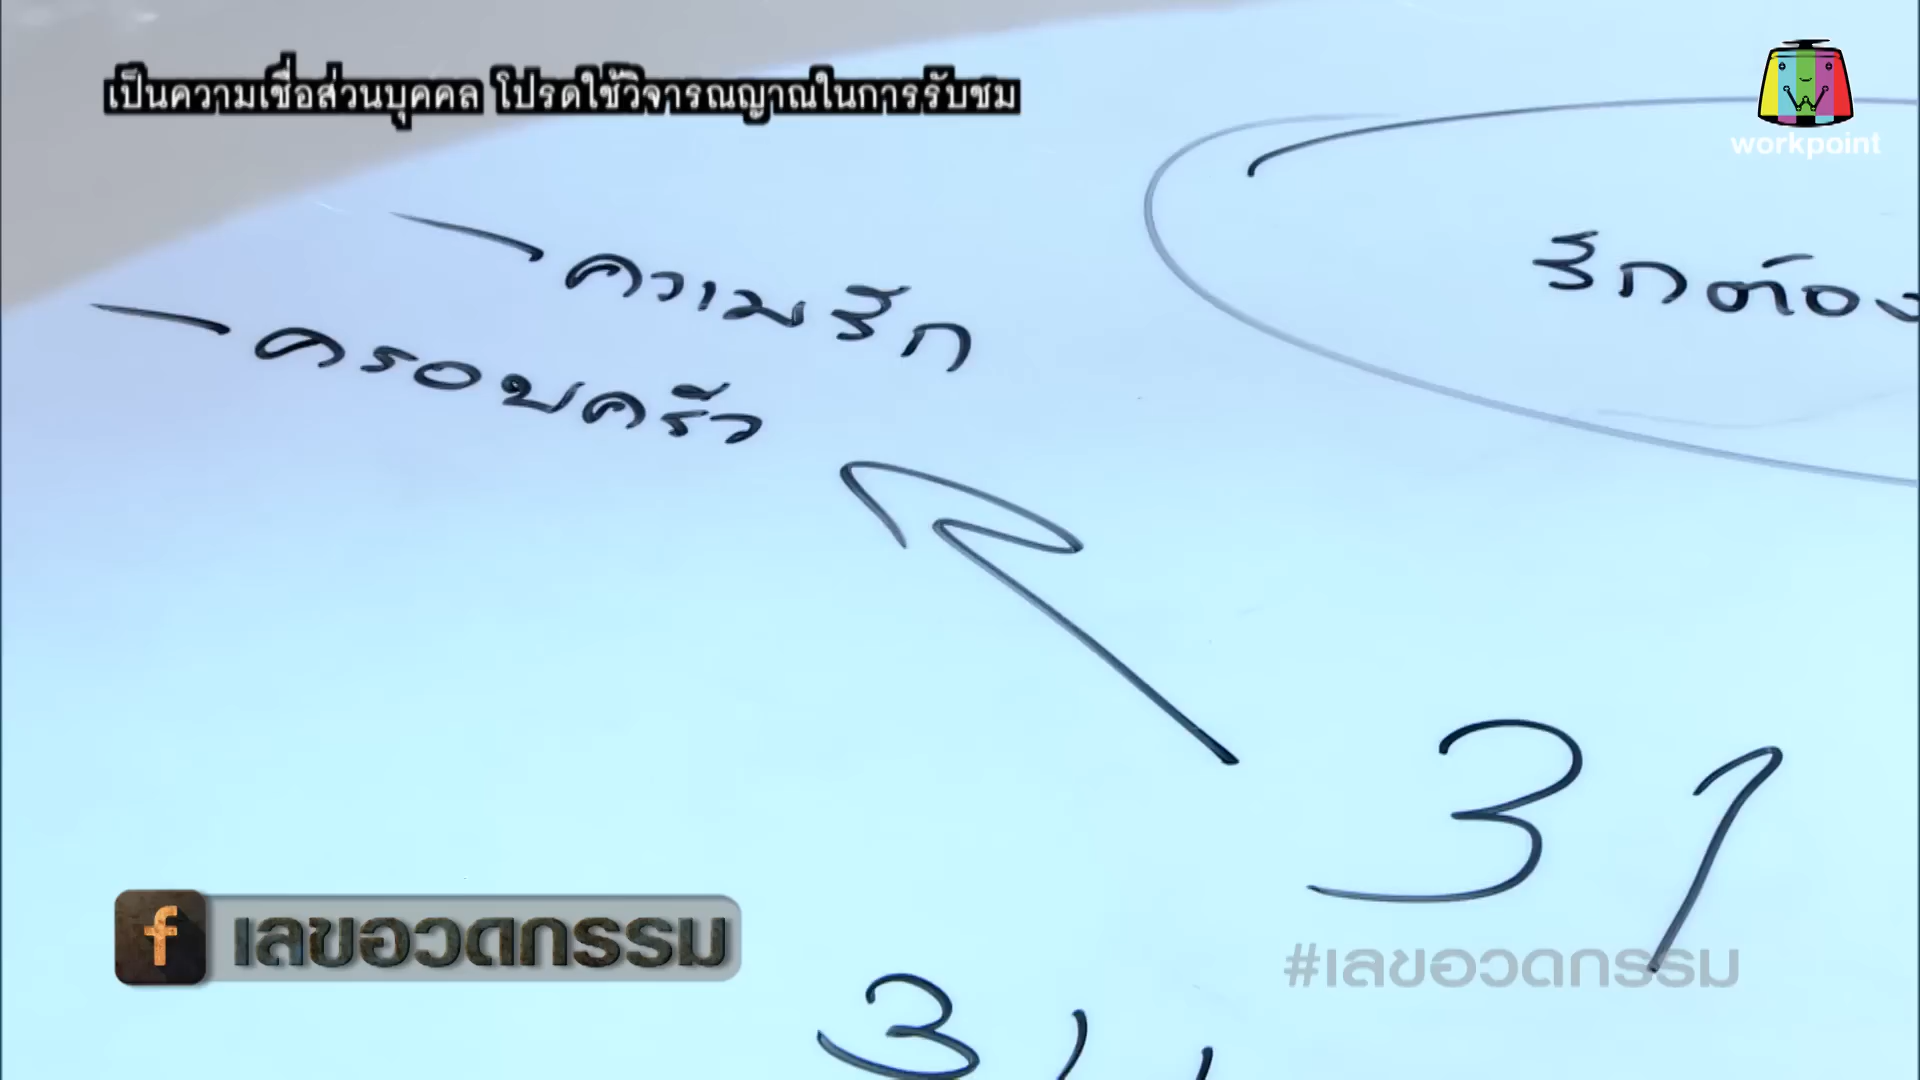 เป็นความเชื่อส่วนบุคคล โปรดใช้วิจารณญาณในการรับชม
workpoint
- ความรัก
- ครอบครัว
รักต้อง
31
เลขอวดกรรม
#เลขอวดกรรม
3